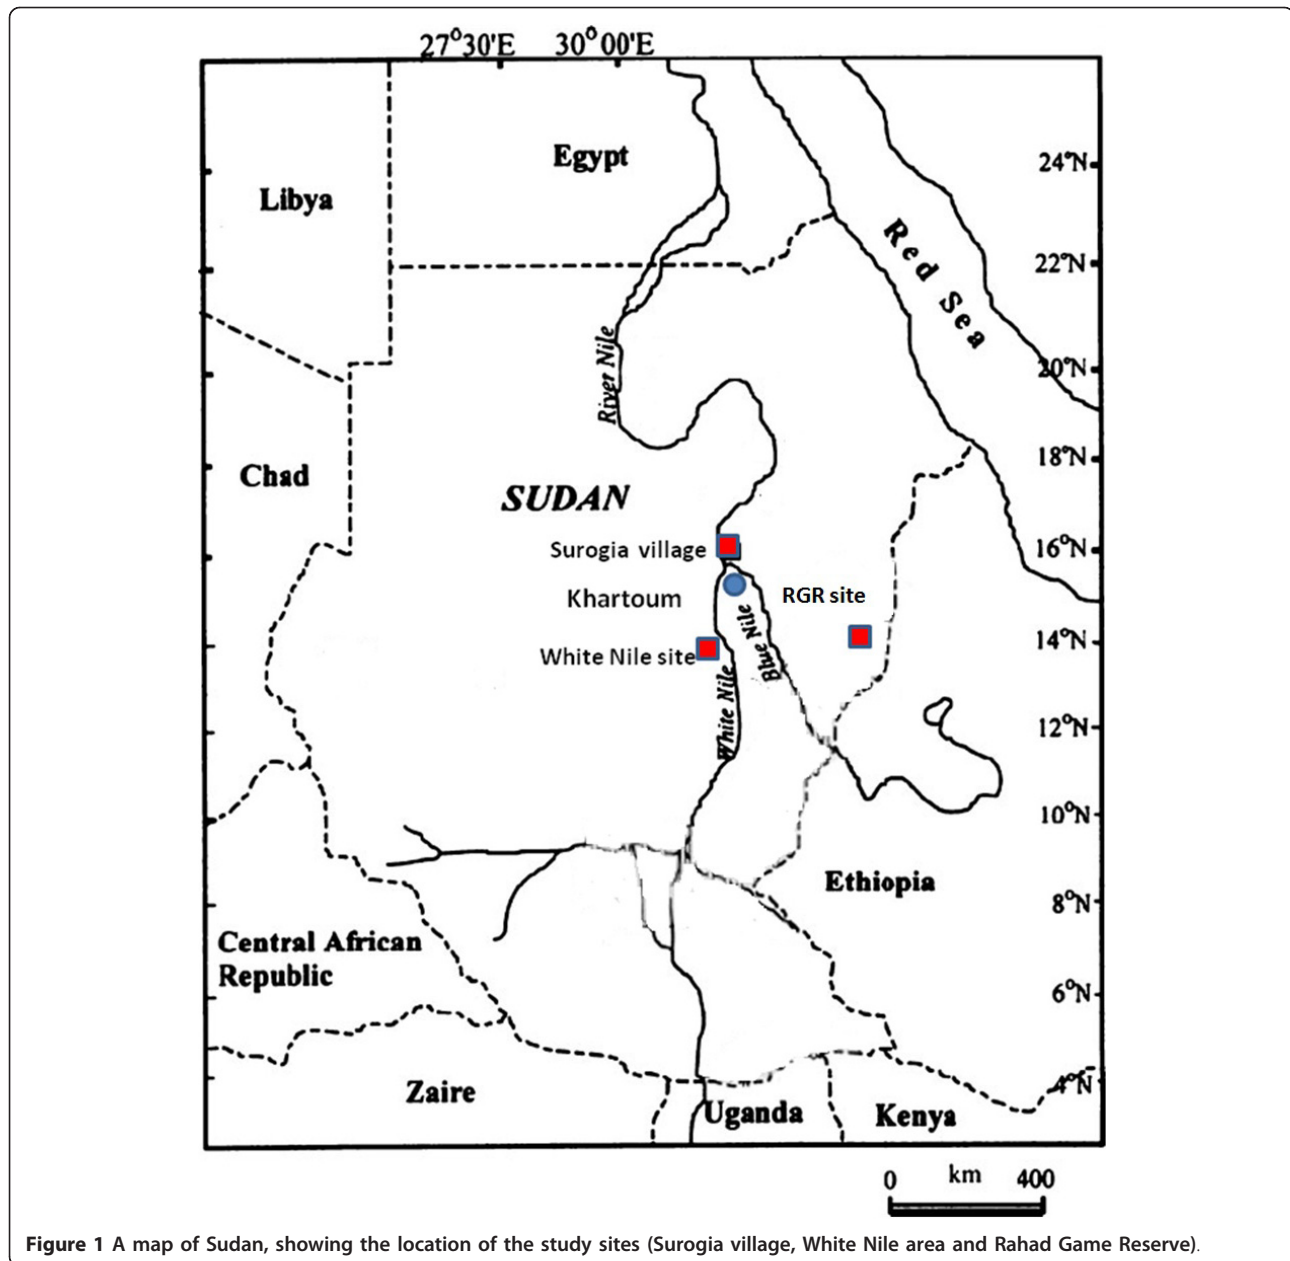 27°30'E 30°00'E
Egypt
24°N
Libya
Red Sea
22°N
River Nile
20°N
18°N
Chad
SUDAN
Surogia village
16°N
Khartoum
RGR site
Blue Nile
14°N
White Nile site
White Nile
12°N
10°N
Ethiopia
8°N
Central African
Republic
6°N
4°N
Zaire
Uganda
Kenya
0 km 400
Figure 1 A map of Sudan, showing the location of the study sites (Surogia village, White Nile area and Rahad Game Reserve).